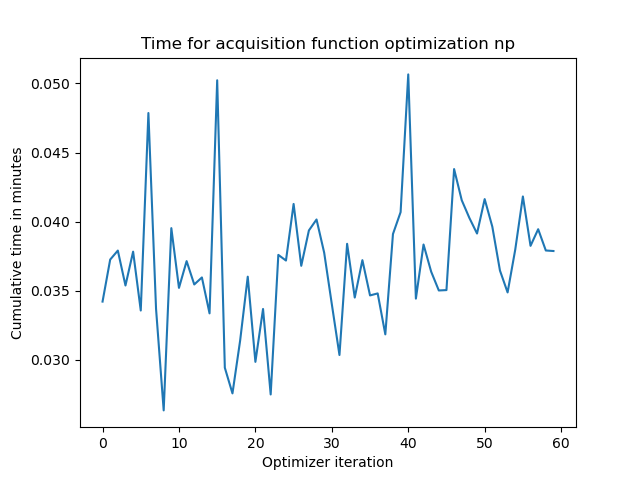 Time for acquisition function optimization np
Cumulative time in minutes
0.050
0.045
0.040
0.035
0.030
0 10 20 30 40 50 60
Optimizer iteration